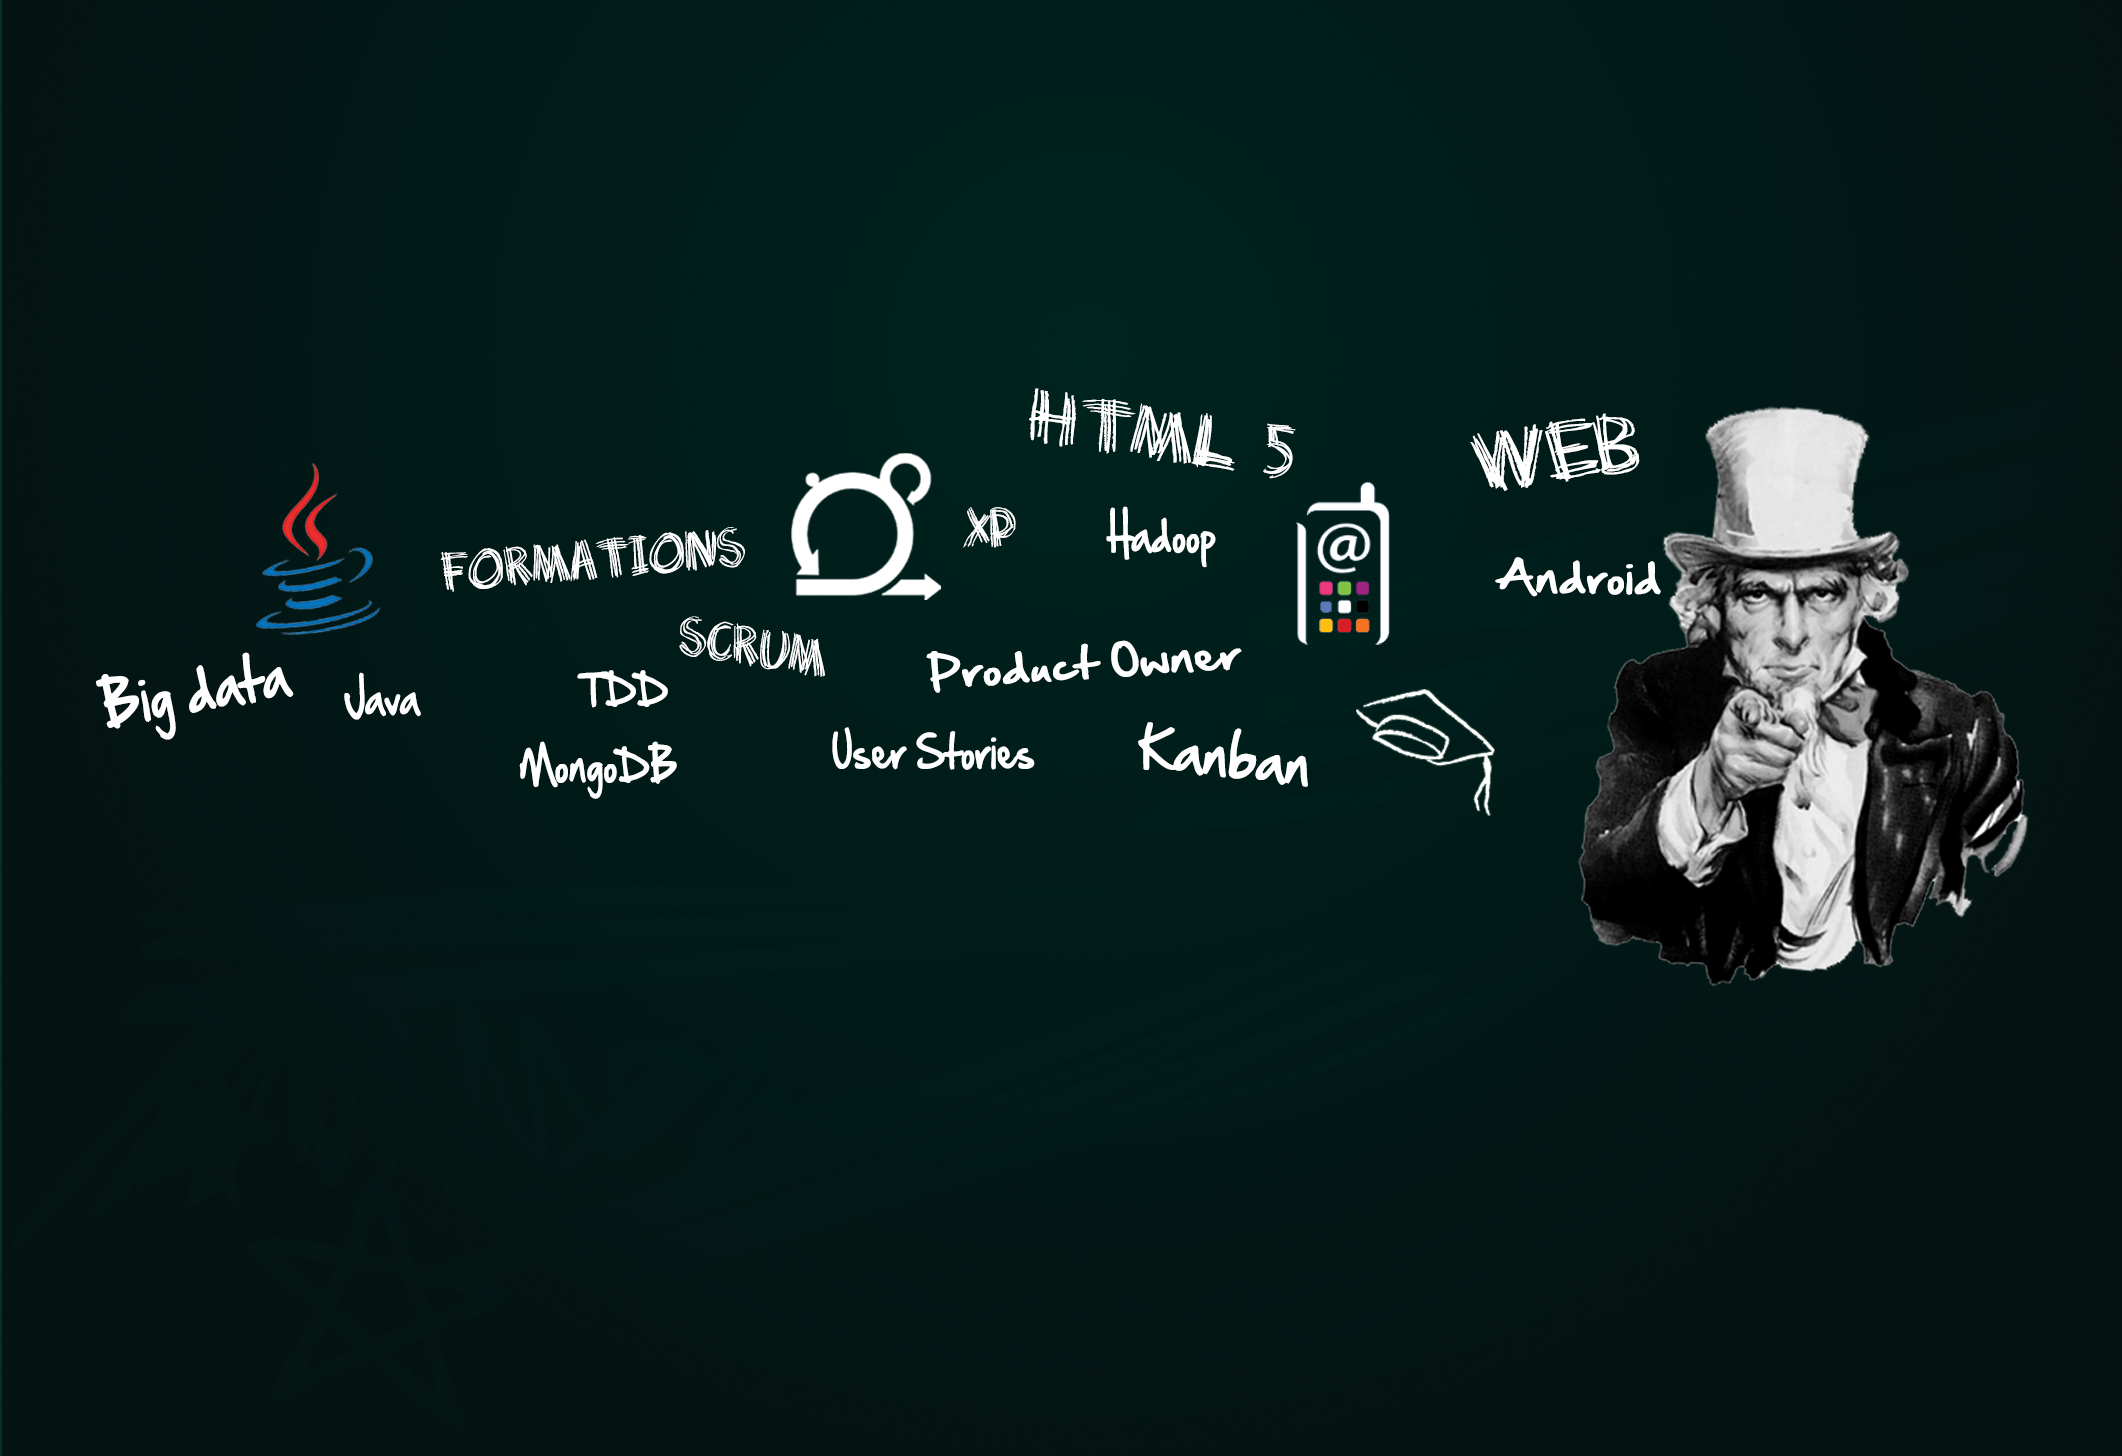 HTML 5
WEB
FORMATIONS
XP
Hadoop
@
Android
SCRUM
Big data
Java
TDD
Product Owner
MongoDB
User Stories
Kanban